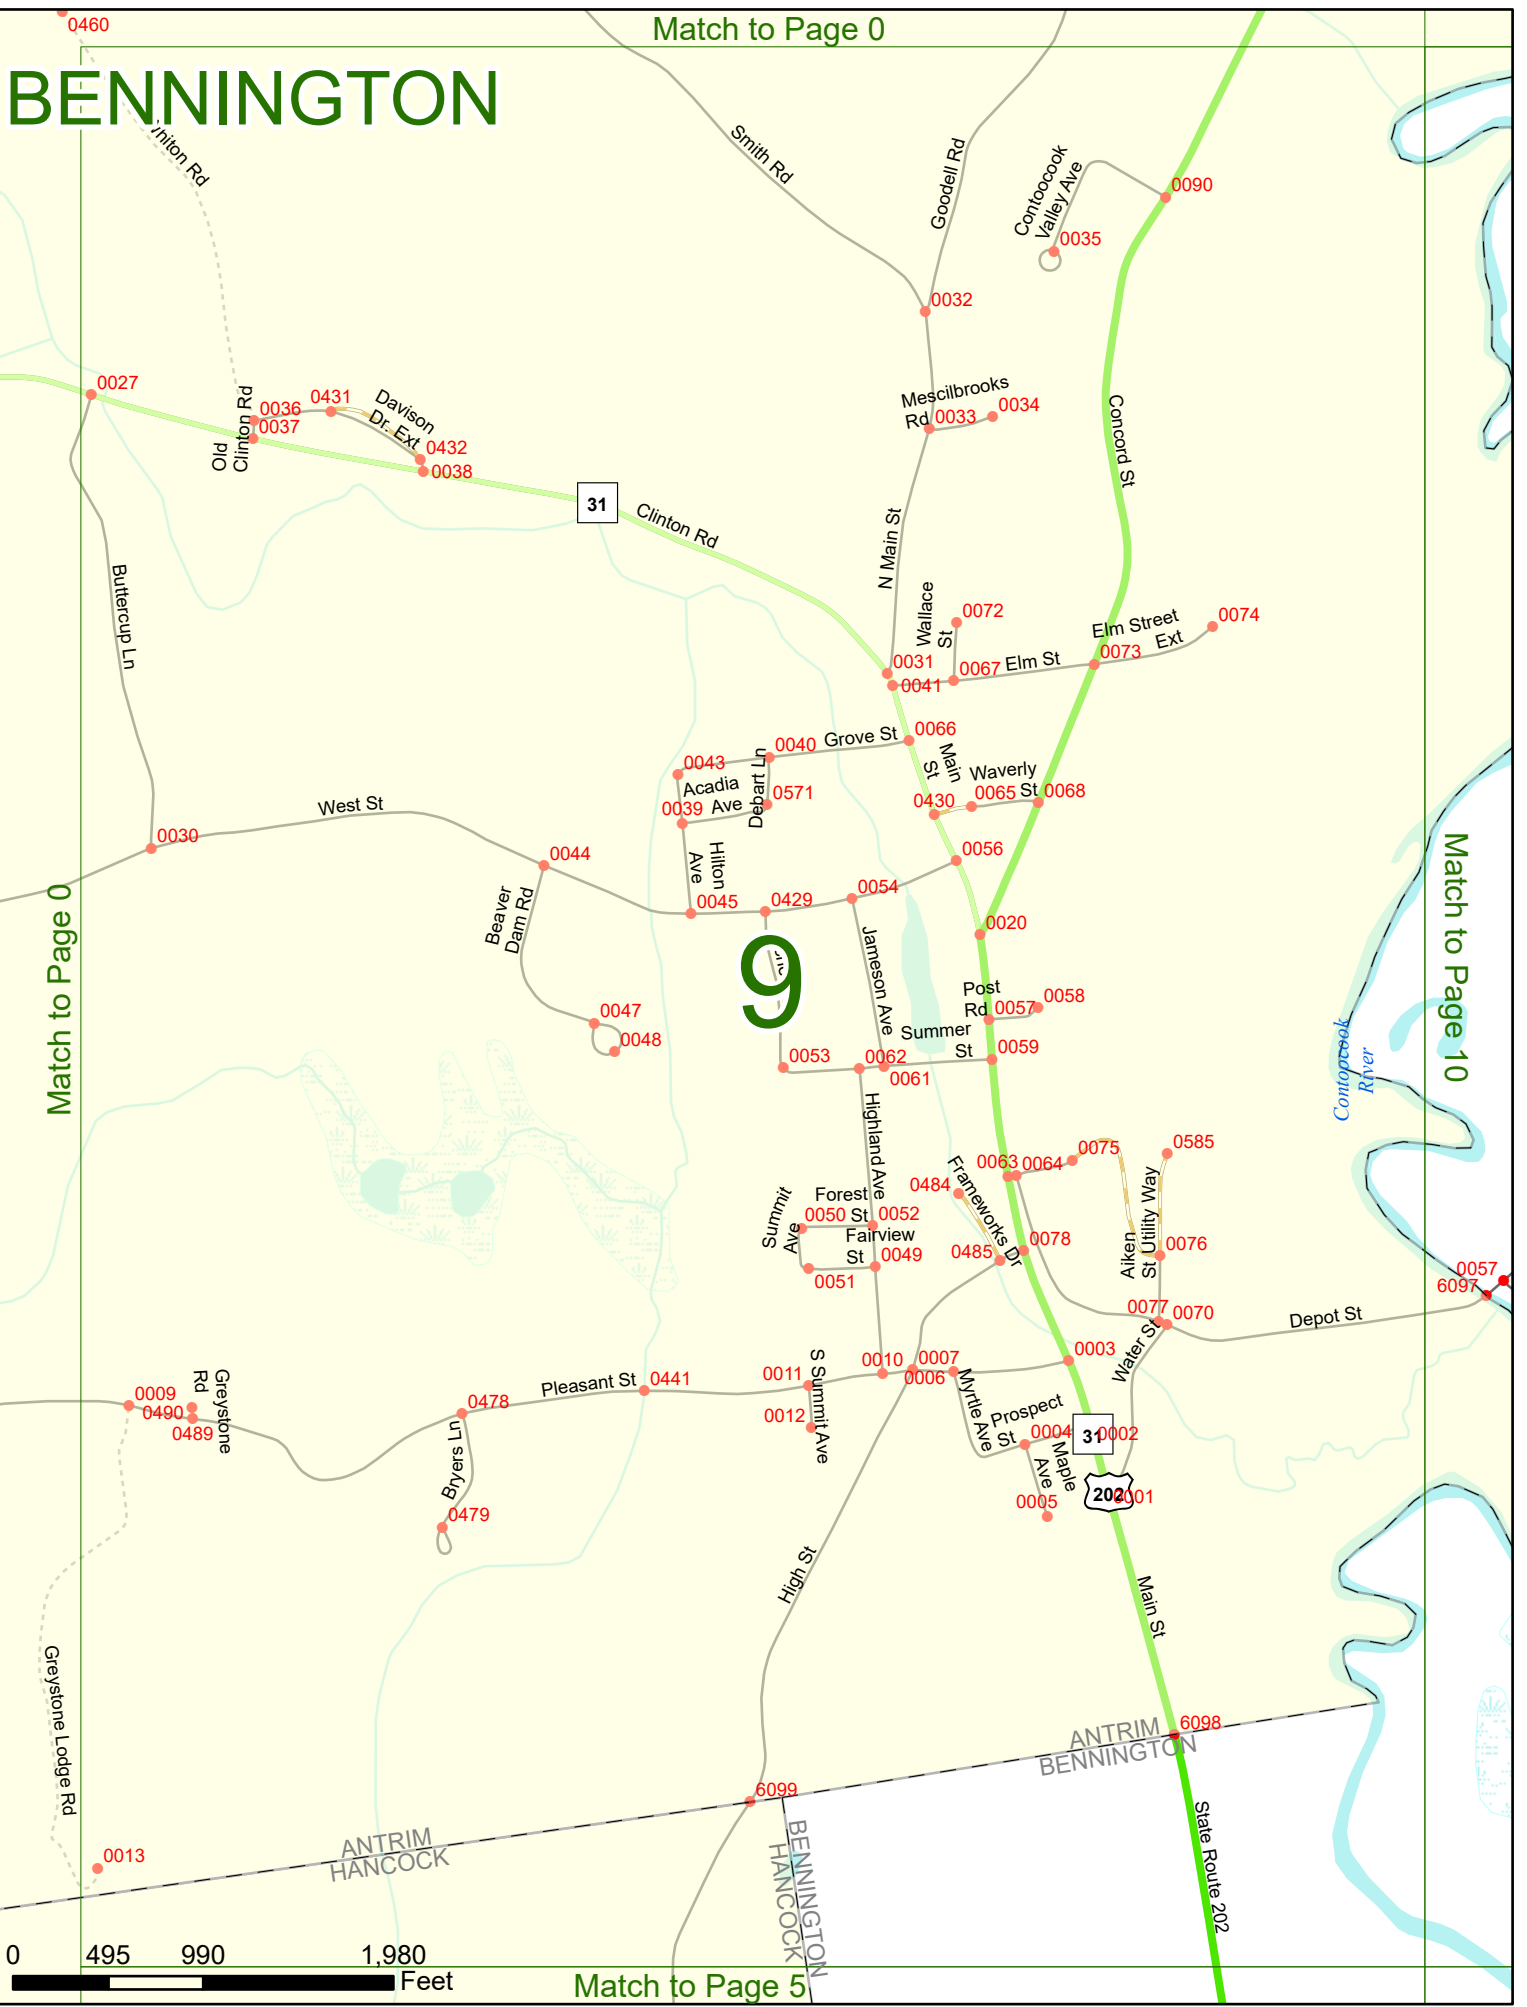 Match to Page 0
0460
BENNINGTON
Whiton Rd
Smith Rd
Goodell Rd
Contoocook
Valley Ave
0090
0035
0032
0027
Old
Clinton Rd
0036
0037
0431
Davison
Dr. Ext
0432
0038
Mescilbrooks
Rd
0033
0034
Concord St
31
Clinton Rd
N Main St
Buttercup Ln
Wallace
St
0072
Elm Street
Ext
0074
0031
0041
0067
Elm St
0073
0066
Grove St
0040
0043
Acadia
Ave
Debart Ln
0571
0039
Main
St
Waverly
St
0065
0068
0430
West St
0030
0044
Hilton
Ave
0056
0054
0045
0429
Beaver
Dam Rd
0020
Match to Page 0
9
Jameson Ave
Post
Rd
0057
0058
Match to Page 10
0047
0048
Summer
St
0059
0053
0062
0061
Contoocook
River
Highland Ave
0063
0064
0075
0585
Frameworks Dr
0484
0485
Summit
Ave
Forest
St
0050
0052
Fairview
St
0049
0051
0078
Aiken
St
Utility Way
0076
0077
0070
Water St
Depot St
0057
6097
0003
0010
0007
0006
0011
0012
S Summit Ave
Pleasant St
0441
0478
Greystone
Rd
0009
0490
0489
Bryers Ln
0479
Myrtle Ave
Prospect
St
0004
Maple
Ave
0005
31
0002
202
0001
High St
Main St
Greystone Lodge Rd
6098
ANTRIM
BENNINGTON
6099
State Route 202
ANTRIM
HANCOCK
BENNINGTON
HANCOCK
0013
0 495 990 1,980
Feet
Match to Page 5